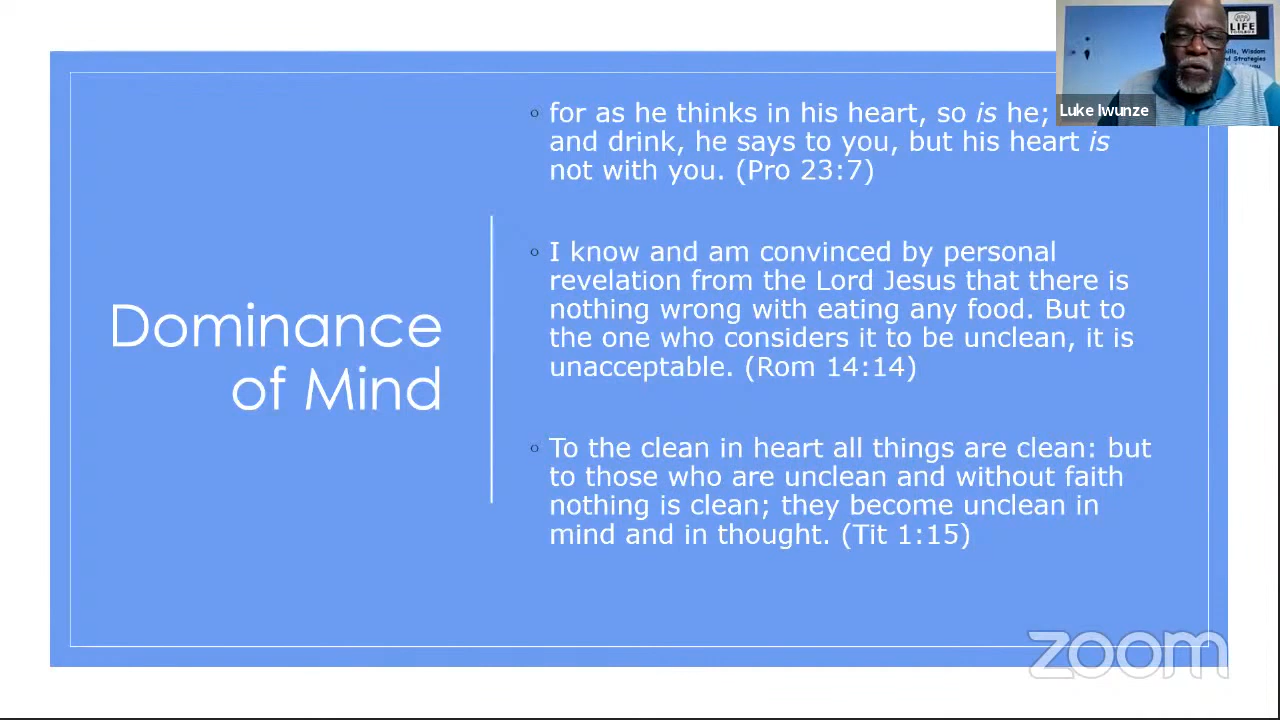 Dominance
of Mind
◦ for as he thinks in his heart, so is he;
and drink, he says to you, but his heart is
not with you. (Pro 23:7)
◦ I know and am convinced by personal
revelation from the Lord Jesus that there is
nothing wrong with eating any food. But to
the one who considers it to be unclean, it is
unacceptable. (Rom 14:14)
◦ To the clean in heart all things are clean: but
to those who are unclean and without faith
nothing is clean; they become unclean in
mind and in thought. (Tit 1:15)
LIFE
Wisdom
Strategies
you
Luke Iwunze
zoom